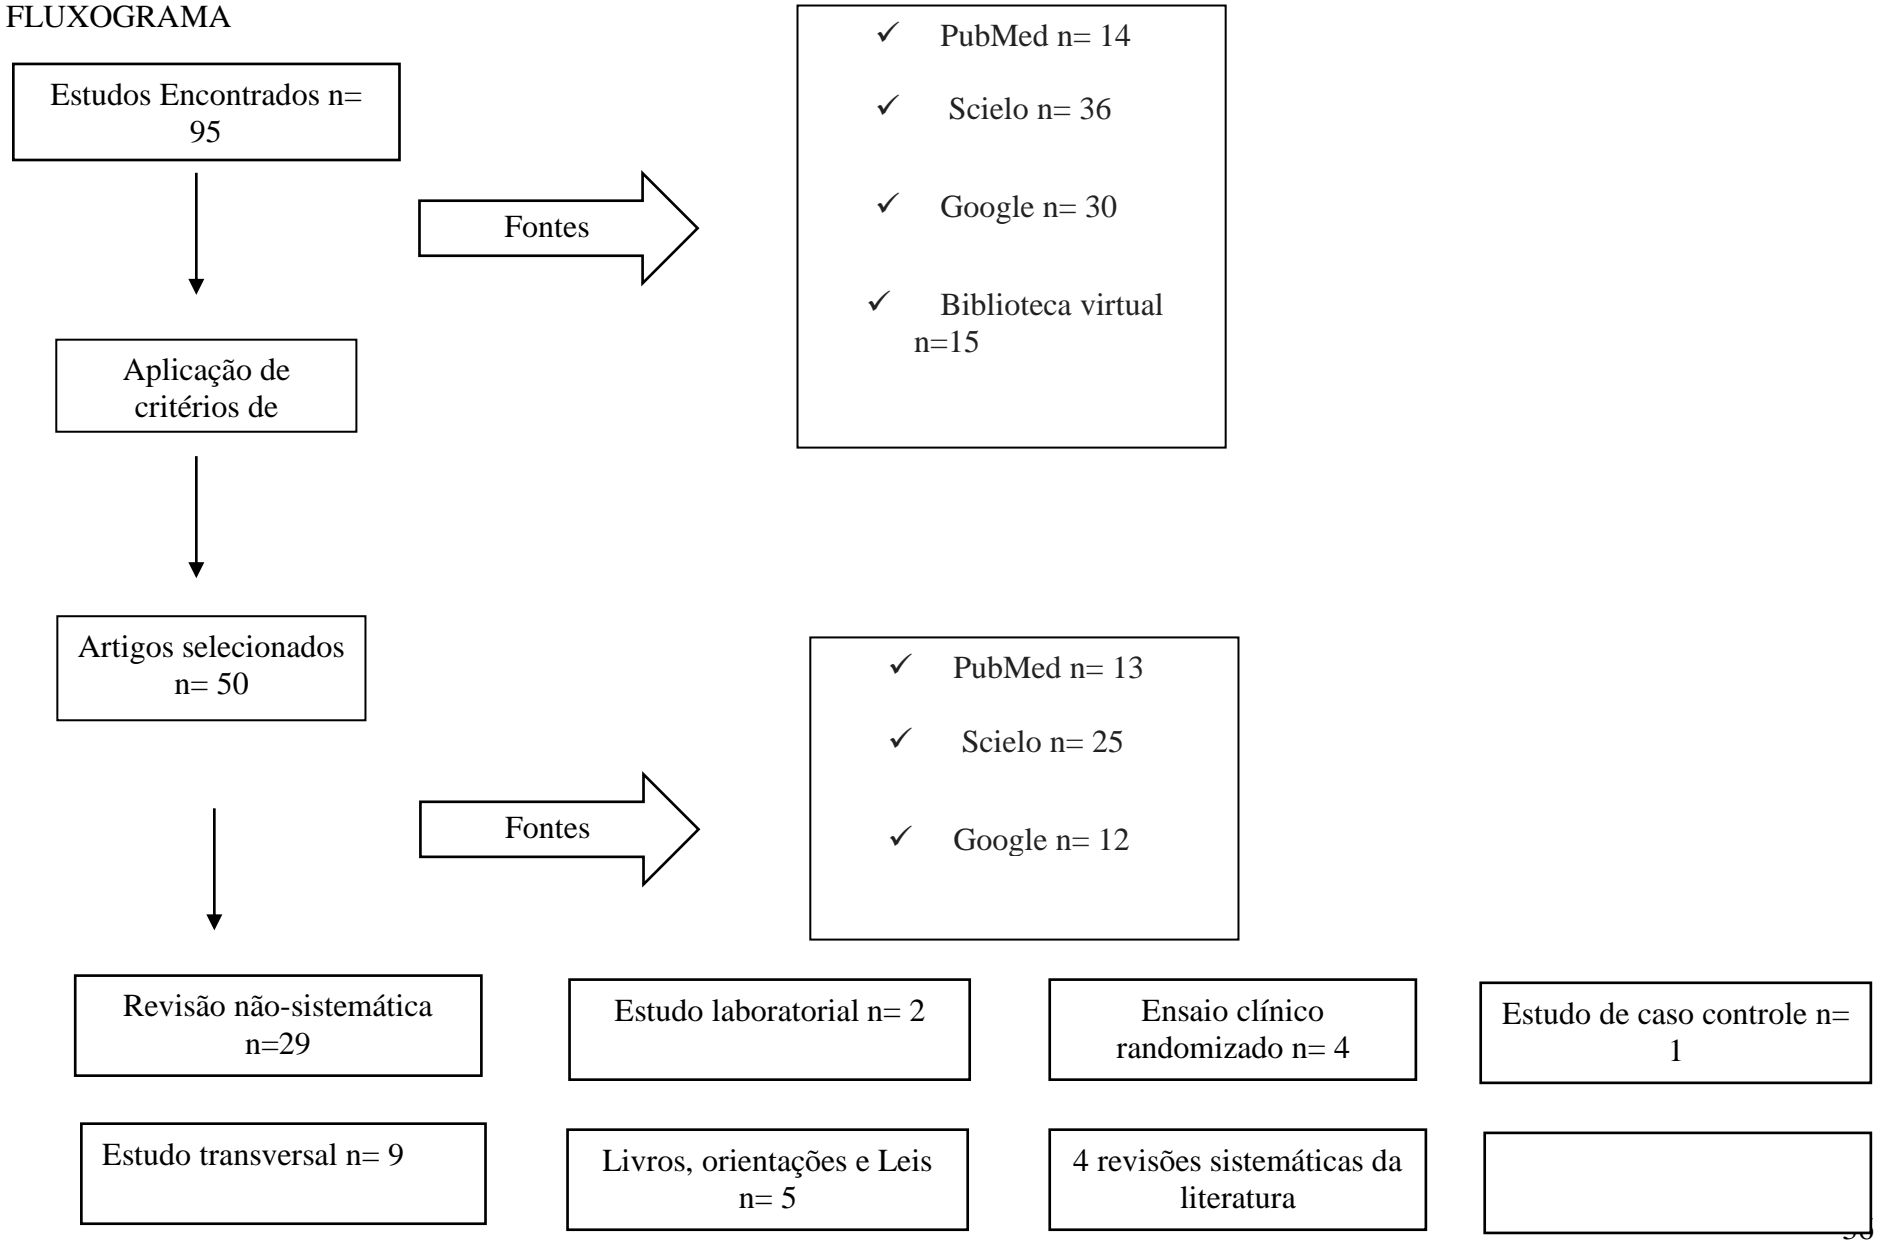 FLUXOGRAMA
Estudos Encontrados n=
95
Fontes
✓ PubMed n= 14
✓ Scielo n= 36
✓ Google n= 30
✓ Biblioteca virtual
n=15
Aplicação de
critérios de
Artigos selecionados
n= 50
Fontes
✓ PubMed n= 13
✓ Scielo n= 25
✓ Google n= 12
Revisão não-sistemática
n=29
Estudo laboratorial n= 2
Ensaio clínico
randomizado n= 4
Estudo de caso controle n=
1
Estudo transversal n= 9
Livros, orientações e Leis
n= 5
4 revisões sistemáticas da
literatura